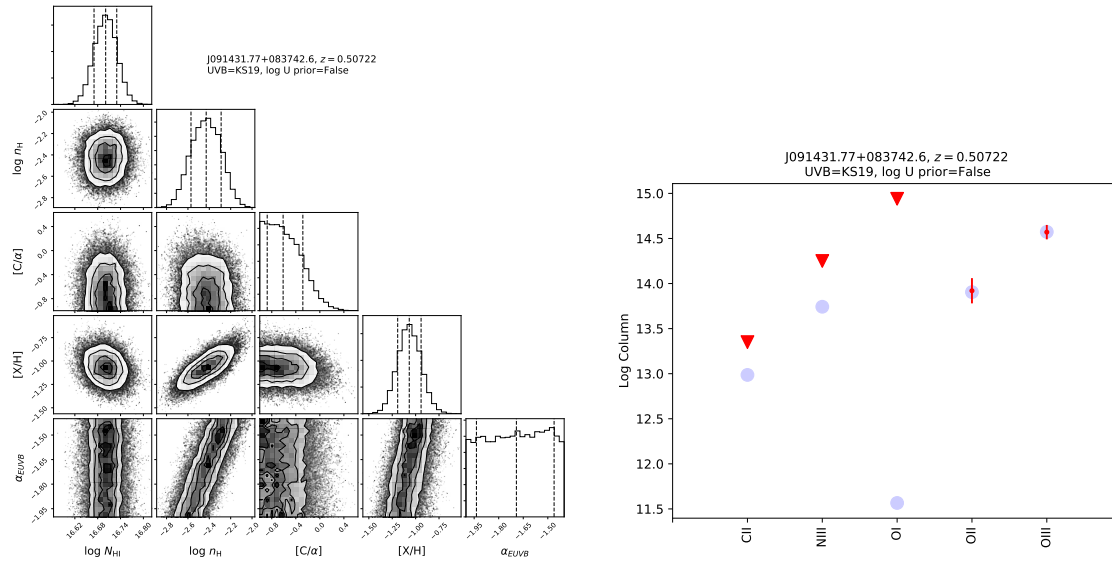 J091431.77+083742.6, z = 0.50722
UVB=KS19, log U prior=False
log n_H
−2.0
−2.2
−2.4
−2.6
−2.8
[C/α]
0.4
0.0
−0.4
−0.8
[X/H]
−0.75
−1.00
−1.25
−1.50
α_EUVB
−1.50
−1.65
−1.80
−1.95
16.62
16.68
16.74
16.80
log N_HI
−2.8
−2.6
−2.4
−2.2
−2.0
log n_H
−0.8
−0.4
0.0
0.4
[C/α]
−1.50
−1.25
−1.00
−0.75
[X/H]
−1.95
−1.80
−1.65
−1.50
α_EUVB
J091431.77+083742.6, z = 0.50722
UVB=KS19, log U prior=False
Log Column
15.0
14.5
14.0
13.5
13.0
12.5
12.0
11.5
CII
NIII
OI
OII
OIII